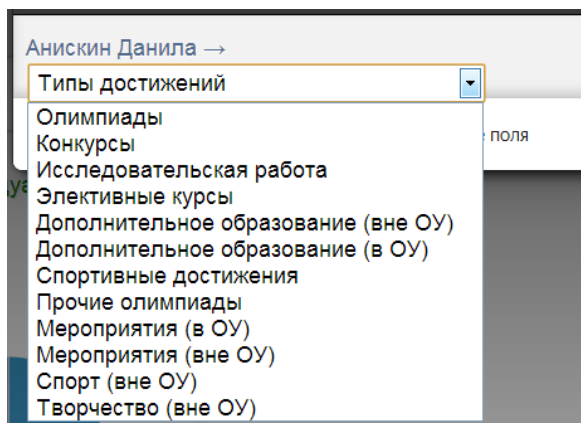 Анискин Данила →
Типы достижений
Олимпиады
Конкурсы
поля
Исследовательская работа
Элективные курсы
Дополнительное образование (вне ОУ)
Дополнительное образование (в ОУ)
Спортивные достижения
Прочие олимпиады
Мероприятия (в ОУ)
Мероприятия (вне ОУ)
Спорт (вне ОУ)
Творчество (вне ОУ)